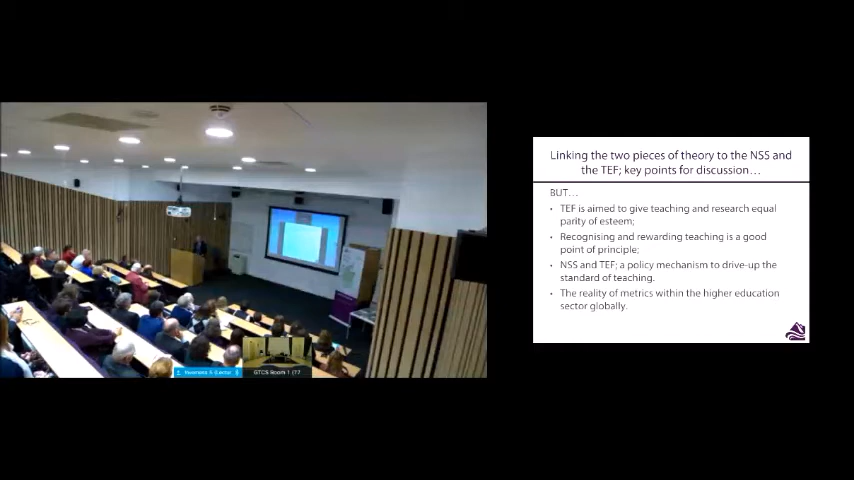 Linking the two pieces of theory to the NSS and
the TEF; key points for discussion…
BUT…
• TEF is aimed to give teaching and research equal
parity of esteem;
• Recognising and rewarding teaching is a good
point of principle;
• NSS and TEF; a policy mechanism to drive-up the
standard of teaching.
• The reality of metrics within the higher education
sector globally.
GTCS Room 1